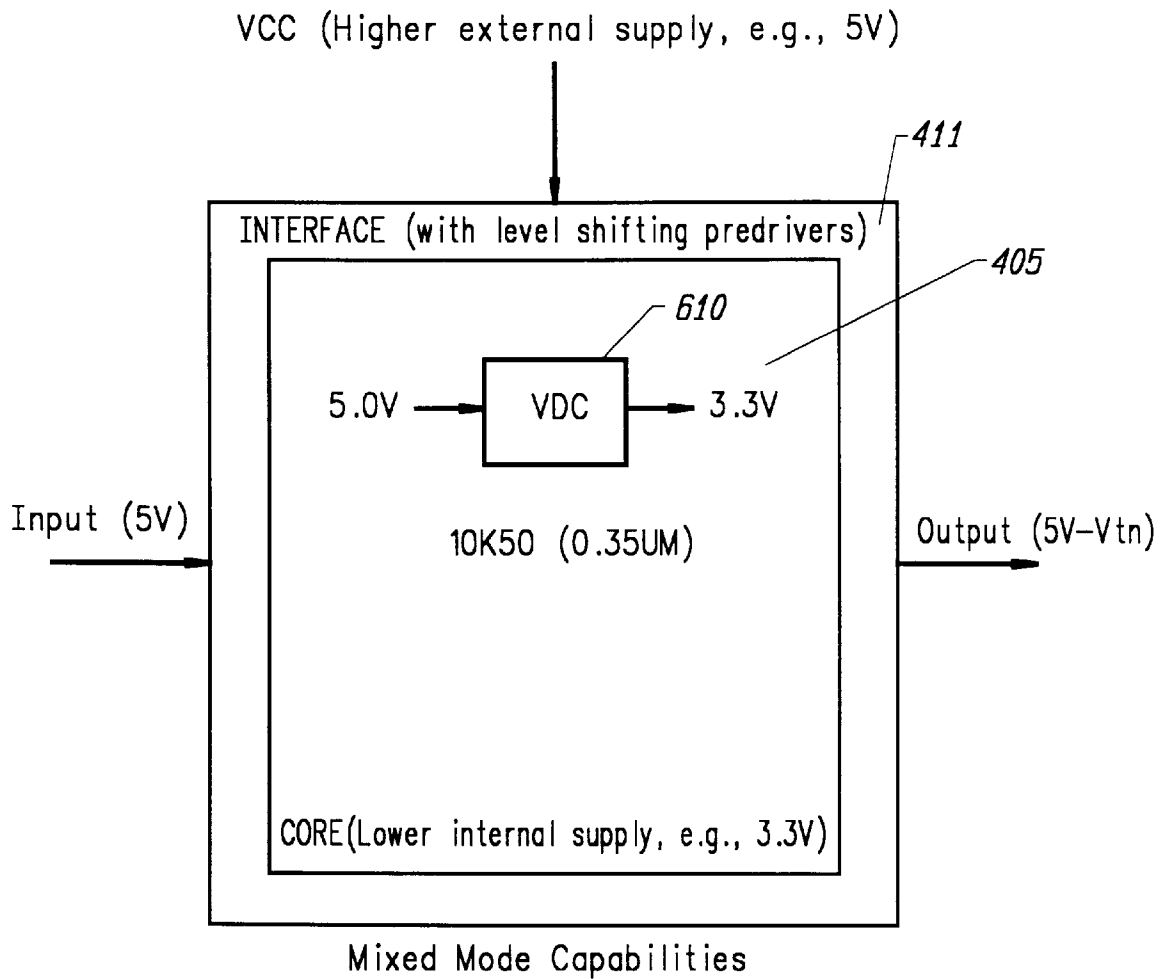 VCC (Higher external supply, e.g., 5V)
411
INTERFACE (with level shifting predrivers)
405
610
5.0V
VDC
3.3V
Input (5V)
10K50 (0.35UM)
Output (5V-Vtn)
CORE(Lower internal supply, e.g., 3.3V)
Mixed Mode Capabilities